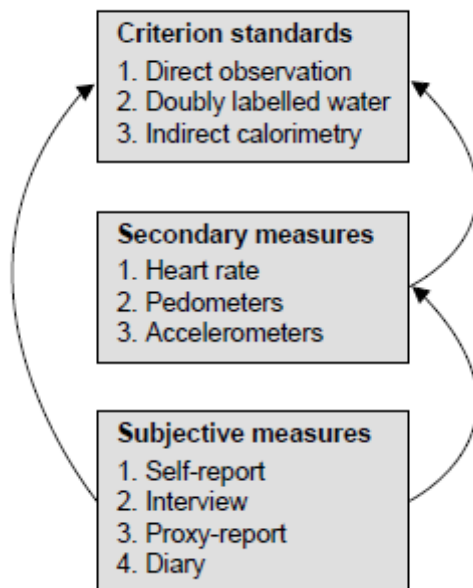 Criterion standards
1. Direct observation
2. Doubly labelled water
3. Indirect calorimetry
Secondary measures
1. Heart rate
2. Pedometers
3. Accelerometers
Subjective measures
1. Self-report
2. Interview
3. Proxy-report
4. Diary